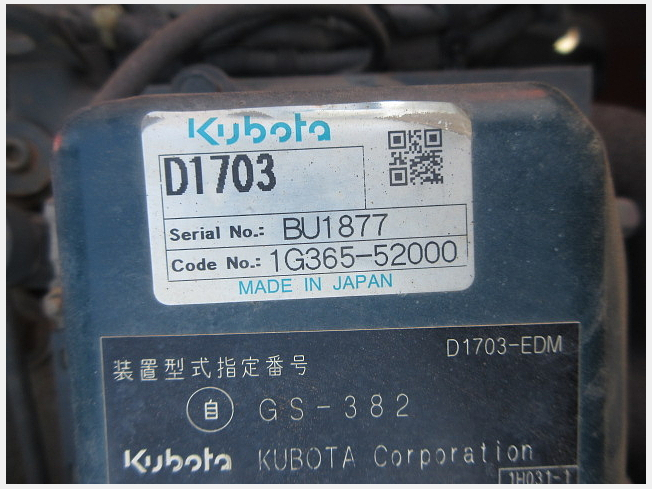 Kubota
D1703
Serial No.: BU1877
Code No.: 1G365-52000
MADE IN JAPAN
D1703-EDM
装置型式指定番号
自 GS-382
Kubota KUBOTA Corporation
1H031-1